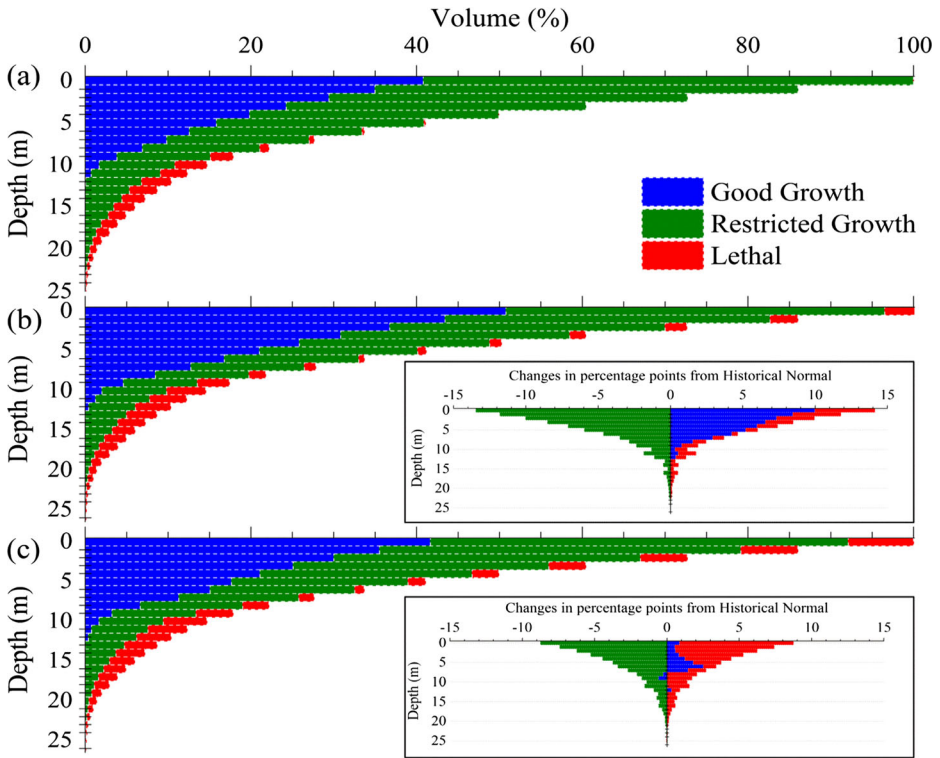 Volume (%)
0 20 40 60 80 100
(a)
0
5
10
15
20
25
Depth (m)
Good Growth
Restricted Growth
Lethal
(b)
0
5
10
15
20
25
Depth (m)
Changes in percentage points from Historical Normal
-15 -10 -5 0 5 10 15
0
5
10
15
20
25
Depth (m)
(c)
0
5
10
15
20
25
Depth (m)
Changes in percentage points from Historical Normal
-15 -10 -5 0 5 10 15
0
5
10
15
20
25
Depth (m)